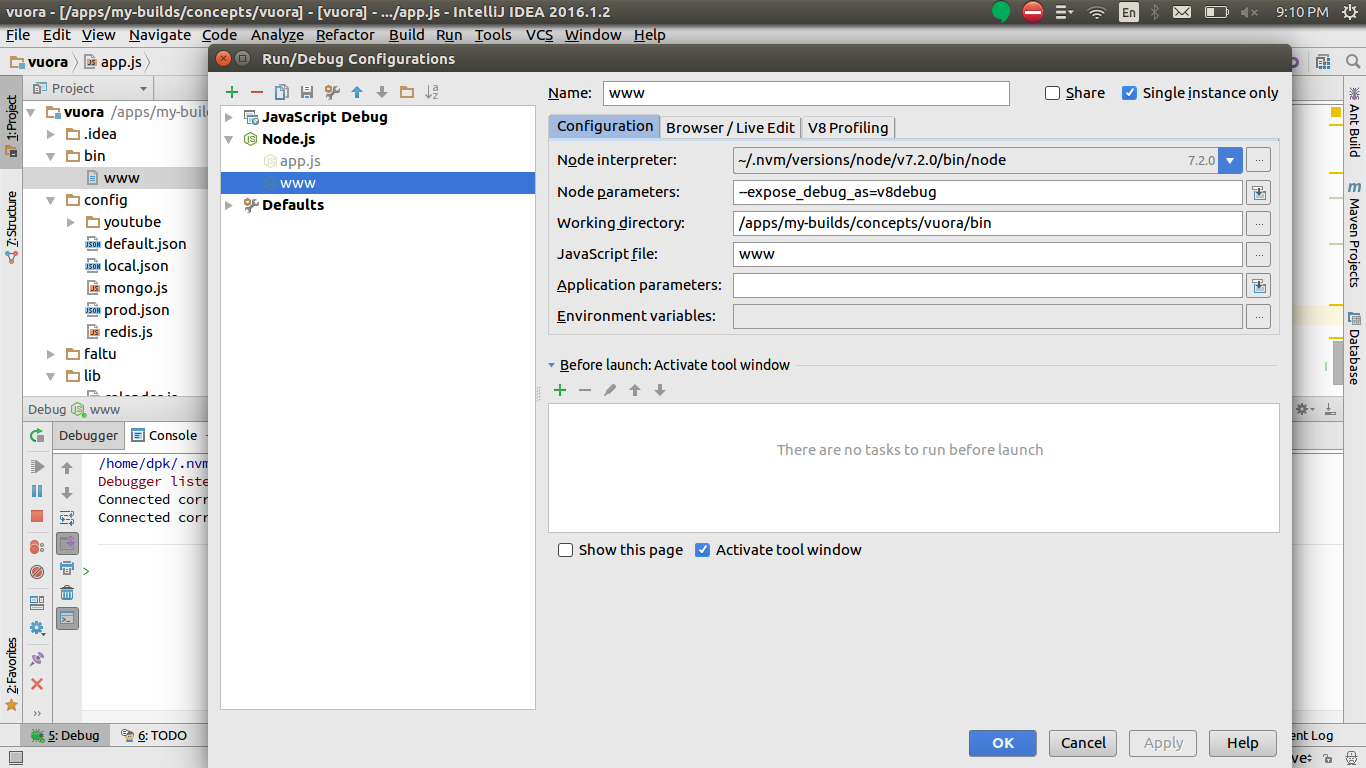 vuora - [/apps/my-builds/concepts/vuora] - [vuora] - .../app.js - IntelliJ IDEA 2016.1.2
En
9:10 PM
File Edit View Navigate Code Analyze Refactor Build Run Tools VCS Window Help
vuora
app.js
Run/Debug Configurations
1: Project
7: Structure
2: Favorites
Project
vuora /apps/my-buil
.idea
bin
www
config
youtube
default.json
local.json
mongo.js
prod.json
redis.js
faltu
lib
calender.js
JavaScript Debug
Node.js
app.js
www
Defaults
Name: www
Share
Single instance only
Configuration
Browser / Live Edit
V8 Profiling
Node interpreter: ~/.nvm/versions/node/v7.2.0/bin/node 7.2.0 ...
Node parameters: --expose_debug_as=v8debug
Working directory: /apps/my-builds/concepts/vuora/bin ...
JavaScript file: www ...
Application parameters:
Environment variables: ...
Before launch: Activate tool window
There are no tasks to run before launch
Show this page
Activate tool window
OK
Cancel
Apply
Help
Debug www
Debugger
Console
/home/dpk/.nvm
Debugger liste
Connected corr
Connected corr
>
5: Debug
6: TODO
ent Log
Ant Build
m
Maven Projects
Database